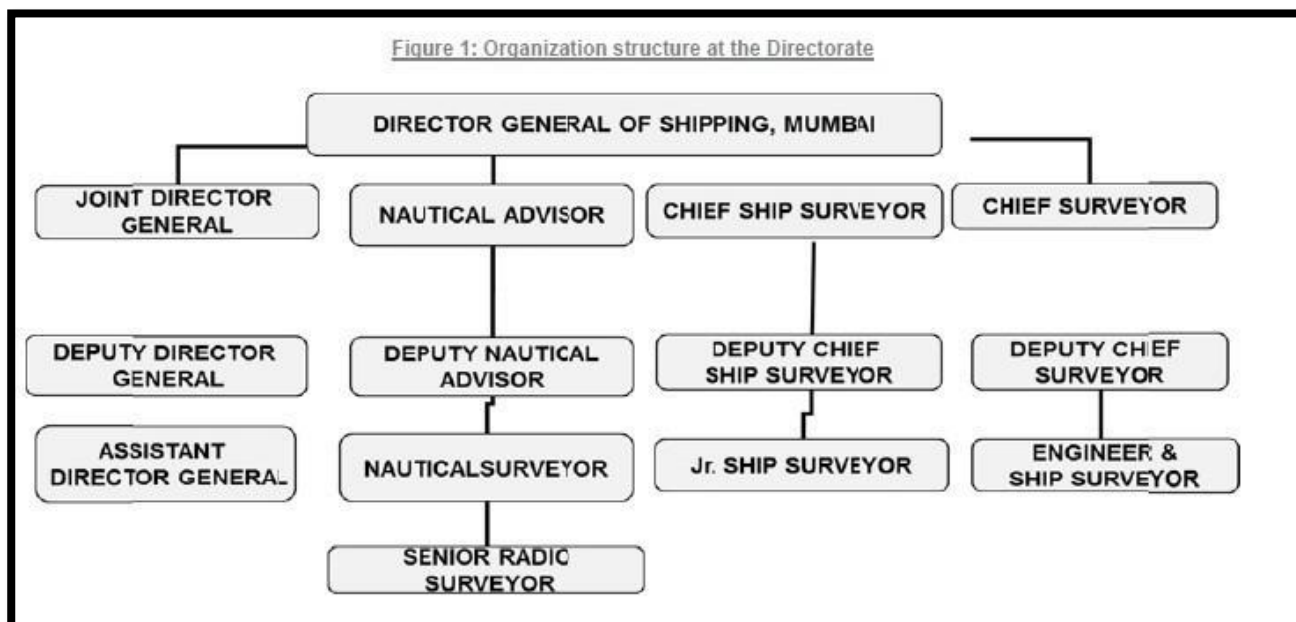 Figure 1: Organization structure at the Directorate
DIRECTOR GENERAL OF SHIPPING, MUMBAI
JOINT DIRECTOR
GENERAL
NAUTICAL ADVISOR
CHIEF SHIP SURVEYOR
CHIEF SURVEYOR
DEPUTY DIRECTOR
GENERAL
DEPUTY NAUTICAL
ADVISOR
DEPUTY CHIEF
SHIP SURVEYOR
DEPUTY CHIEF
SURVEYOR
ASSISTANT
DIRECTOR GENERAL
NAUTICALSURVEYOR
Jr. SHIP SURVEYOR
ENGINEER &
SHIP SURVEYOR
SENIOR RADIO
SURVEYOR